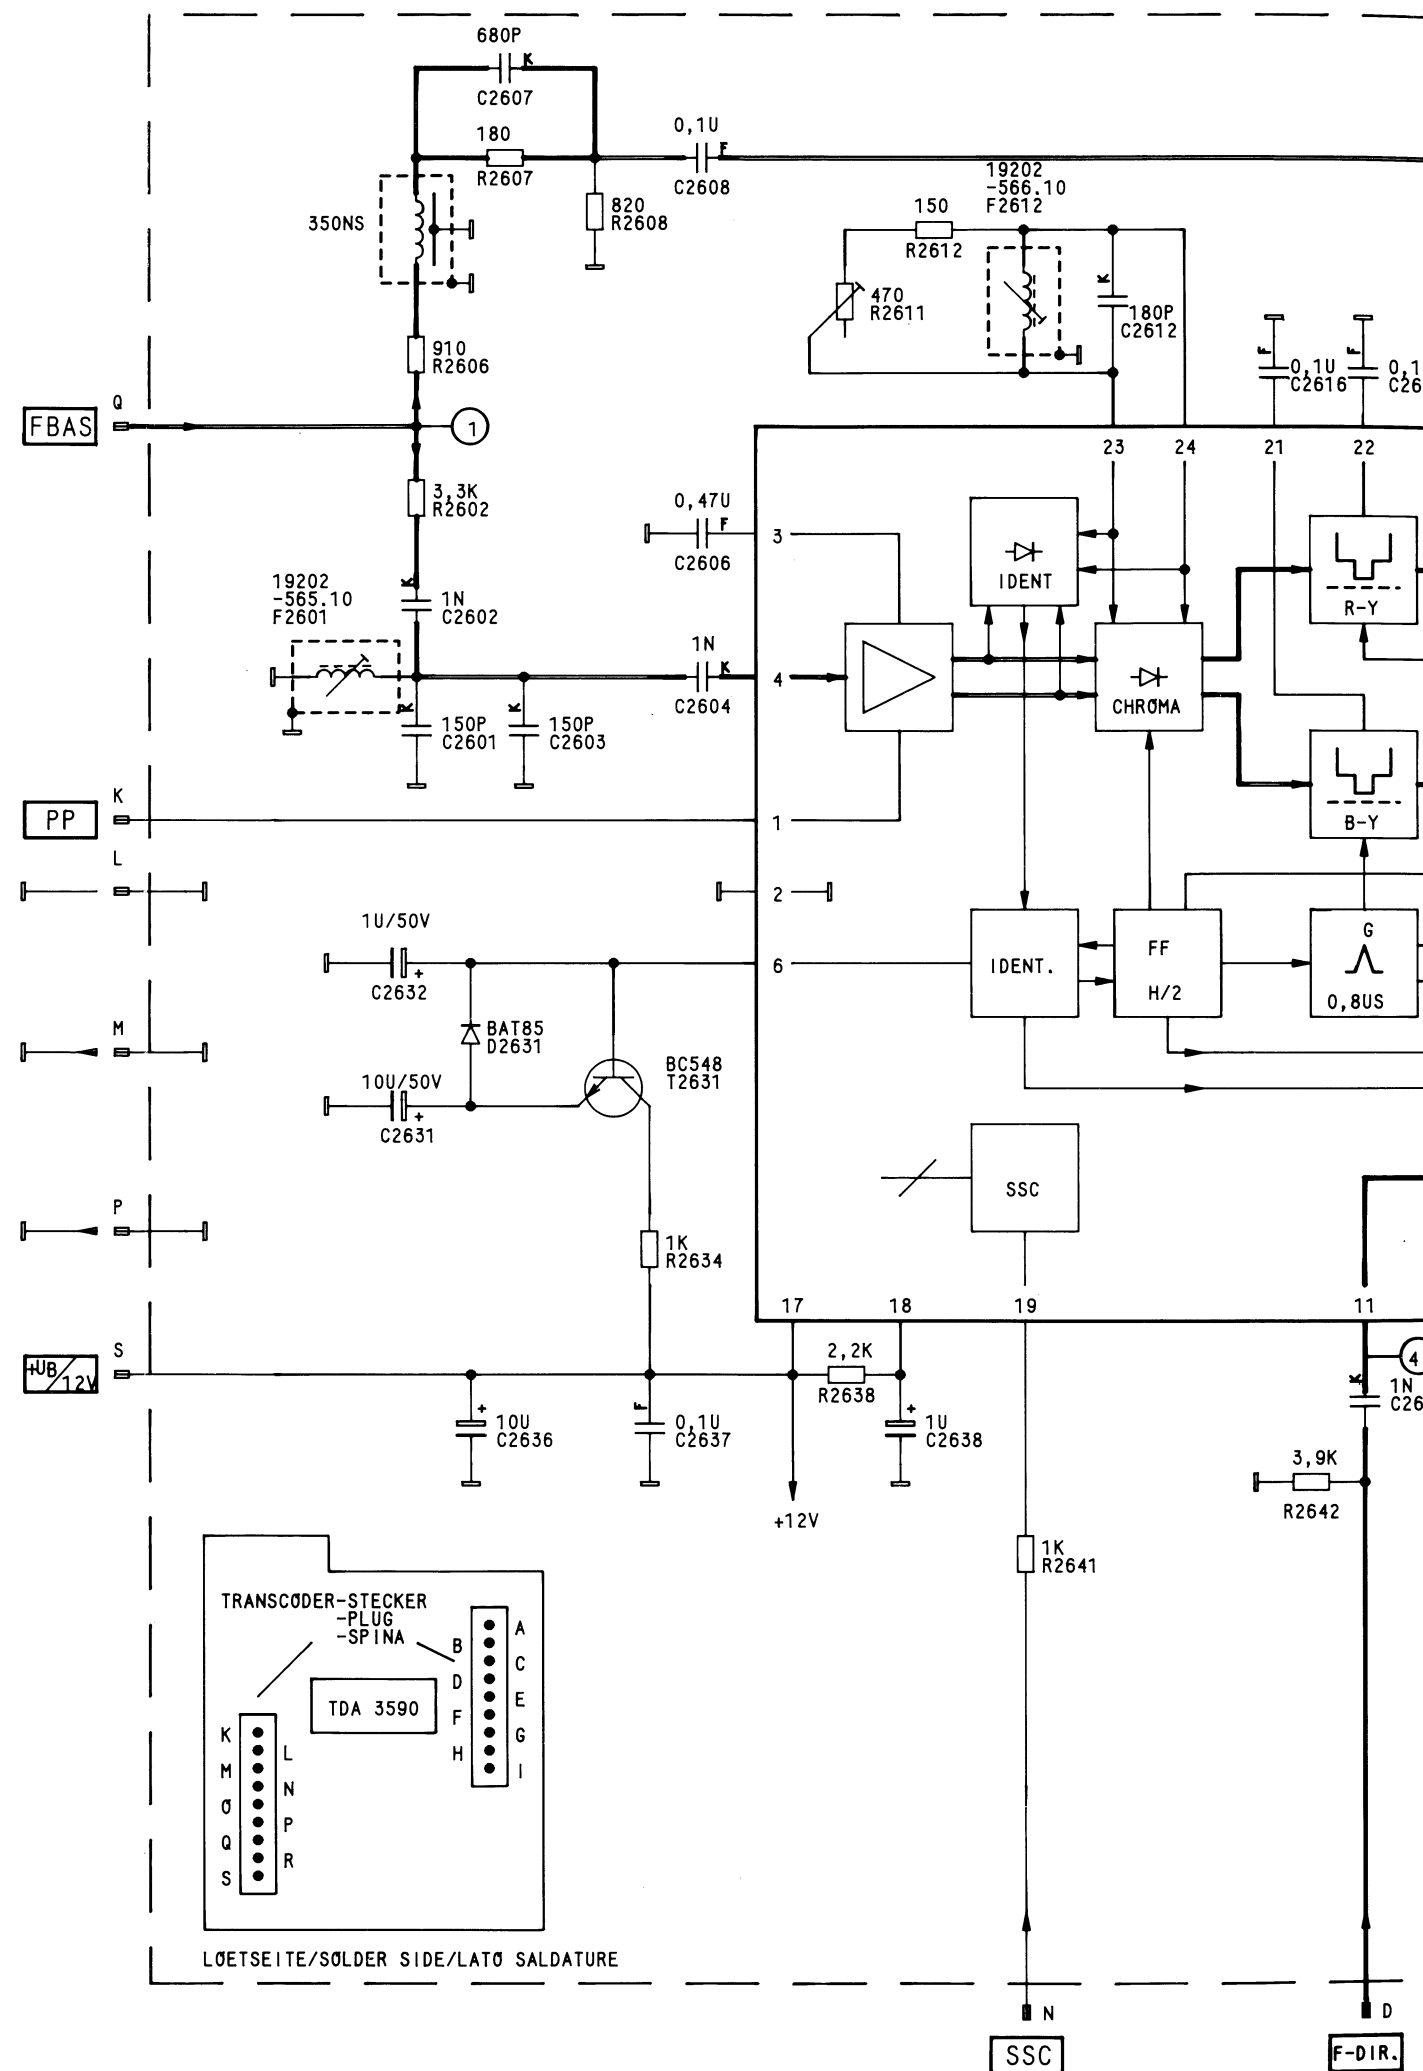 680P
C2607
180
R2607
0,1U
F
C2608
K
350NS
820
R2608
19202
-566.10
F2612
150
R2612
470
R2611
K
180P
C2612
910
R2606
F
0,1U
C2616
F
0,1
C26
Q
FBAS
1
23
24
21
22
3,3K
R2602
0,47U
F
C2606
3
IDENT
R-Y
19202
-565.10
F2601
K
1N
C2602
1N
K
C2604
4
CHROMA
K
150P
C2601
K
150P
C2603
K
PP
1
B-Y
L
2
1U/50V
C2632
+
6
IDENT.
FF
H/2
G
0,8US
M
BAT85
D2631
BC548
T2631
10U/50V
C2631
+
SSC
P
1K
R2634
17
18
19
11
S
+UB/12V
2,2K
R2638
4
+
10U
C2636
F
0,1U
C2637
+
1U
C2638
K
1N
C26
3,9K
R2642
+12V
1K
R2641
TRANSCODER-STECKER
-PLUG
-SPINA
A
B
C
D
E
F
G
H
I
TDA 3590
K
L
M
N
O
P
Q
R
S
LOETSEITE/SOLDER SIDE/LATO SALDATURE
N
D
SSC
F-DIR.